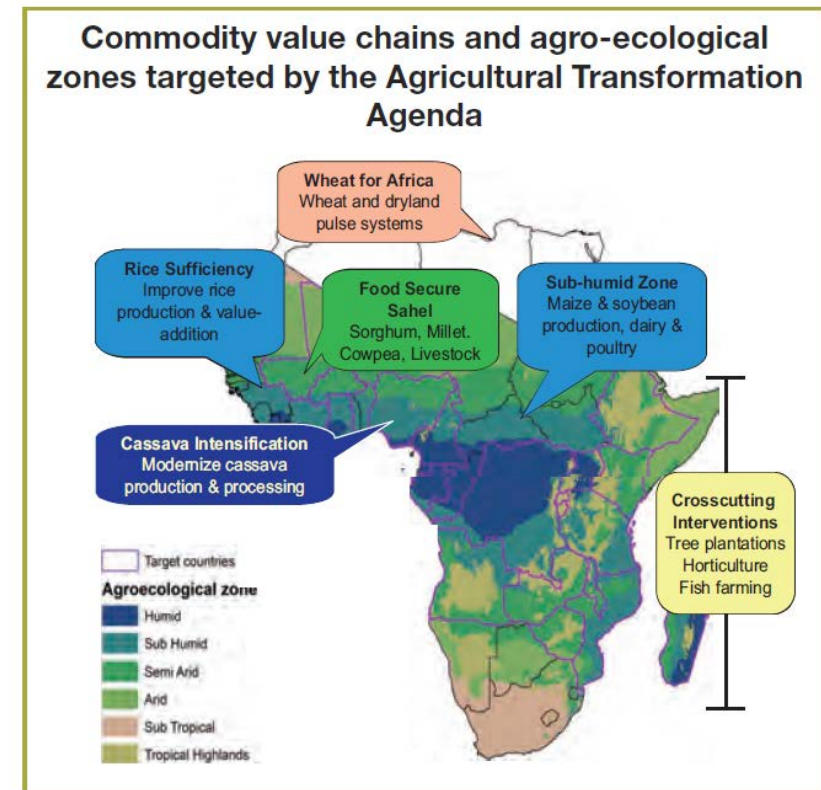 Commodity value chains and agro-ecological
zones targeted by the Agricultural Transformation
Agenda
Wheat for Africa
Wheat and dryland
pulse systems
Rice Sufficiency
Improve rice
production & value-
addition
Food Secure
Sahel
Sorghum, Millet.
Cowpea, Livestock
Sub-humid Zone
Maize & soybean
production, dairy &
poultry
Cassava Intensification
Modernize cassava
production & processing
Crosscutting
Interventions
Tree plantations
Horticulture
Fish farming
Target countries
Agroecological zone
Humid
Sub Humid
Semi Arid
Arid
Sub Tropical
Tropical Highlands